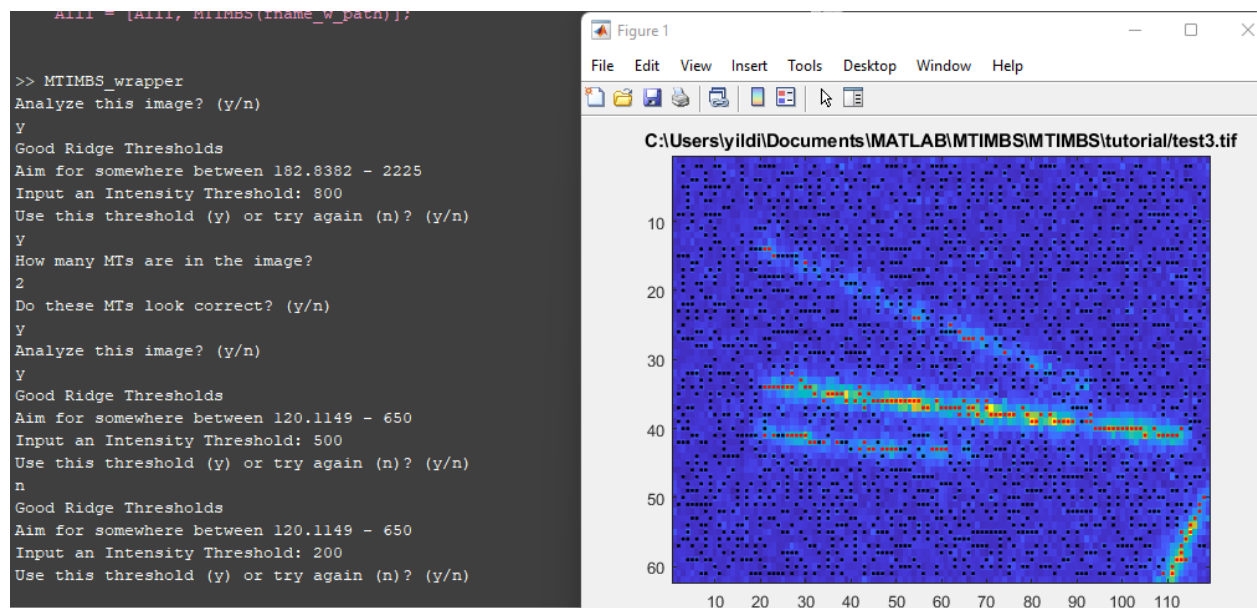 A111 = [A111, MTIMBS(fname_w_path)];
>> MTIMBS_wrapper
Analyze this image? (y/n)
y
Good Ridge Thresholds
Aim for somewhere between 182.8382 - 2225
Input an Intensity Threshold: 800
Use this threshold (y) or try again (n)? (y/n)
y
How many MTs are in the image?
2
Do these MTs look correct? (y/n)
y
Analyze this image? (y/n)
y
Good Ridge Thresholds
Aim for somewhere between 120.1149 - 650
Input an Intensity Threshold: 500
Use this threshold (y) or try again (n)? (y/n)
n
Good Ridge Thresholds
Aim for somewhere between 120.1149 - 650
Input an Intensity Threshold: 200
Use this threshold (y) or try again (n)? (y/n)
Figure 1
File Edit View Insert Tools Desktop Window Help
C:\Users\yildi\Documents\MATLAB\MTIMBS\MTIMBS\tutorial/test3.tif
10
20
30
40
50
60
10 20 30 40 50 60 70 80 90 100 110